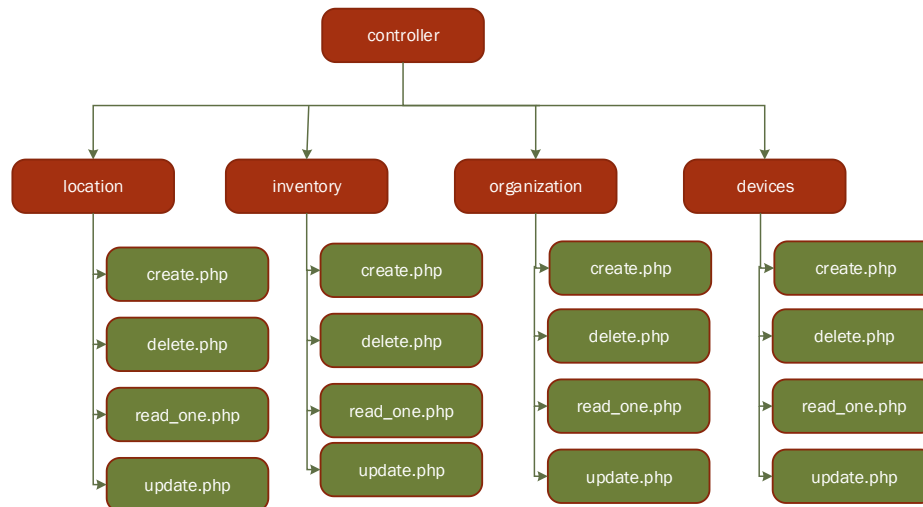 controller
location
inventory
organization
devices
create.php
create.php
create.php
create.php
delete.php
delete.php
delete.php
delete.php
read_one.php
read_one.php
read_one.php
read_one.php
update.php
update.php
update.php
update.php